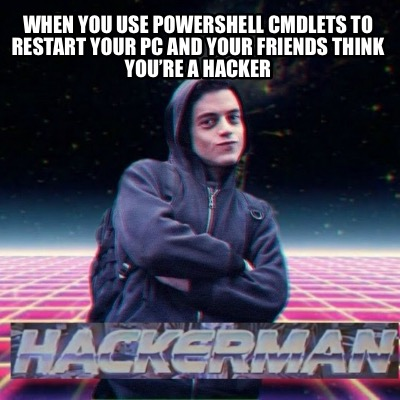 WHEN YOU USE POWERSHELL CMDLETS TO
RESTART YOUR PC AND YOUR FRIENDS THINK
YOU'RE A HACKER
HACKERMAN